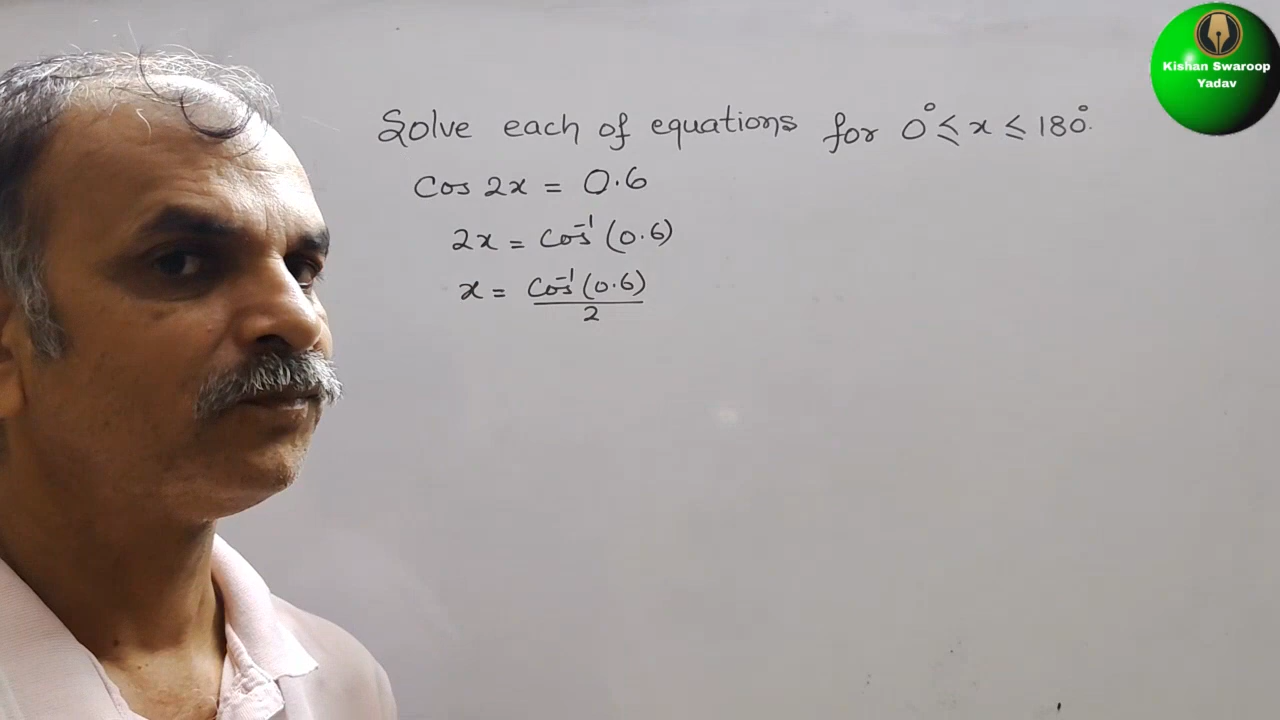 Kishan Swaroop
Yadav
Solve each of equations for 0° ≤ x ≤ 180°.
Cos 2x = 0.6
2x = Cos⁻¹(0.6)
x = Cos⁻¹(0.6) / 2